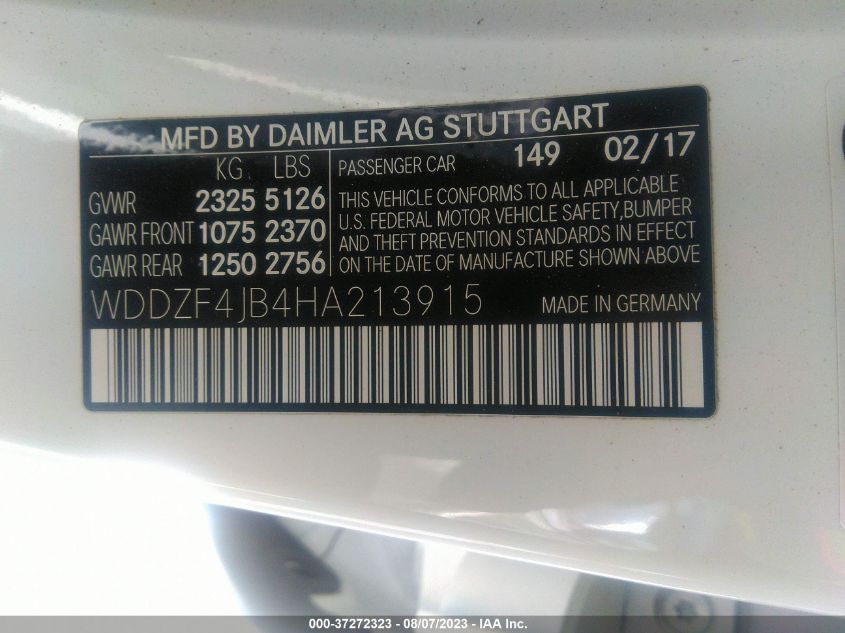 MFD BY DAIMLER AG STUTTGART
KG LBS
GVWR 2325 5126
GAWR FRONT 1075 2370
GAWR REAR 1250 2756
PASSENGER CAR 149 02/17
THIS VEHICLE CONFORMS TO ALL APPLICABLE
U.S. FEDERAL MOTOR VEHICLE SAFETY,BUMPER
AND THEFT PREVENTION STANDARDS IN EFFECT
ON THE DATE OF MANUFACTURE SHOWN ABOVE
WDDZF4JB4HA213915 MADE IN GERMANY
000-37272323 - 08/07/2023 - IAA Inc.